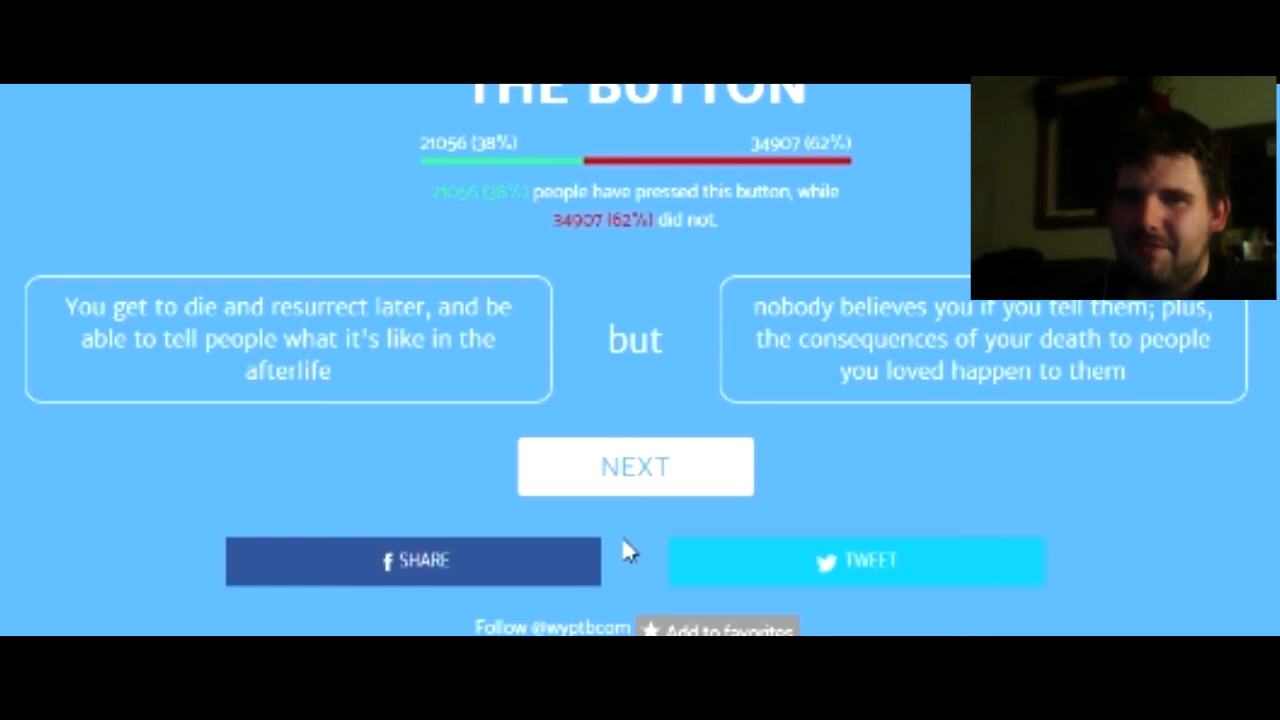 THE BUTTON
21056 (38%) 34907 (62%)
21056 (38%) people have pressed this button, while
34907 (62%) did not.
You get to die and resurrect later, and be
able to tell people what it's like in the
afterlife
but
nobody believes you if you tell them; plus,
the consequences of your death to people
you loved happen to them
NEXT
f SHARE
TWEET
Follow @wyptbcom
Add to favorites